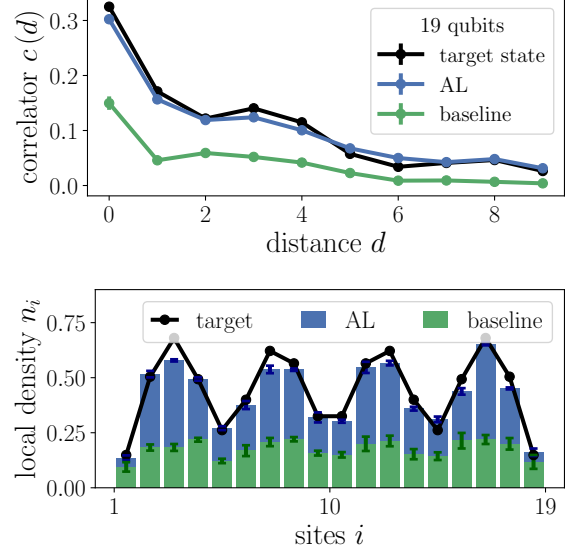 0.3
0.2
0.1
0.0
correlator c (d)
19 qubits
target state
AL
baseline
0 2 4 6 8
distance d
0.75
0.50
0.25
0.00
local density n_i
target AL baseline
1 10 19
sites i